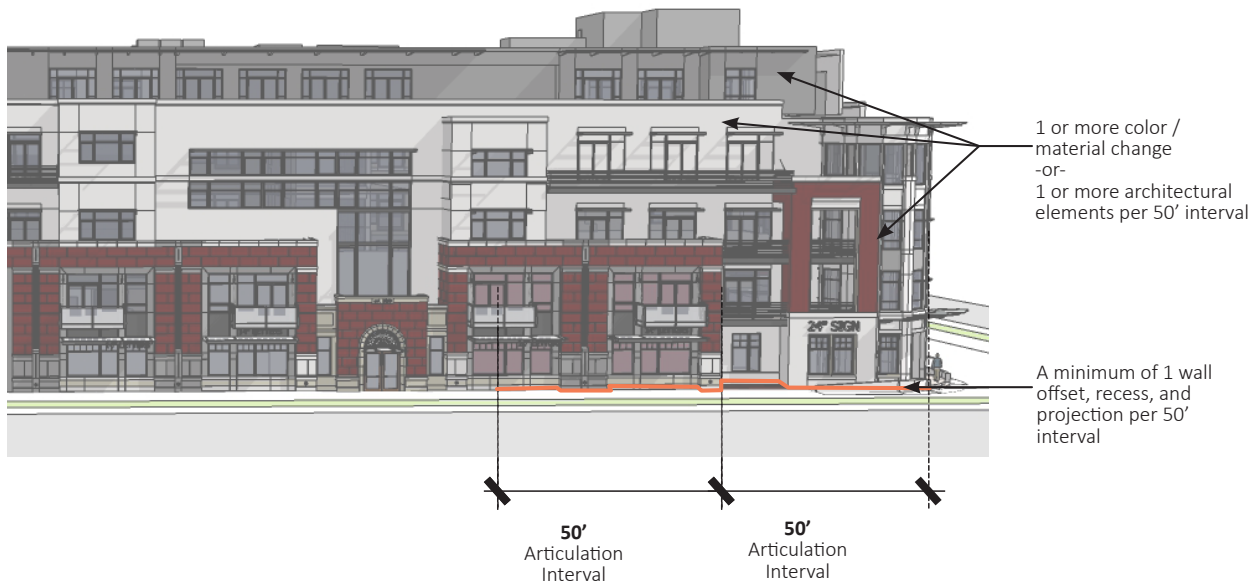 1 or more color /
material change
-or-
1 or more architectural
elements per 50' interval
24" SIGN
A minimum of 1 wall
offset, recess, and
projection per 50'
interval
50'
Articulation
Interval
50'
Articulation
Interval